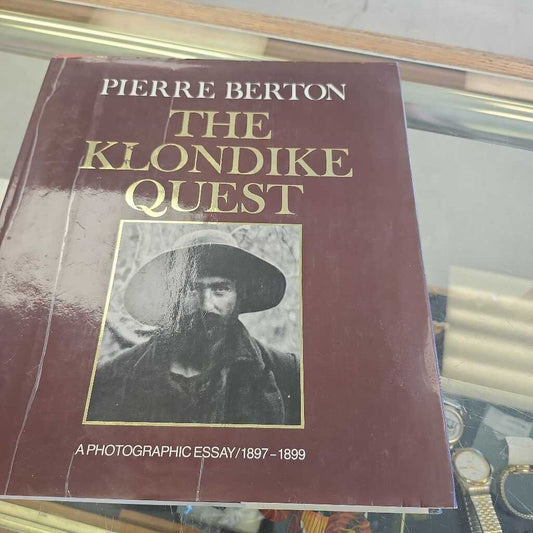 PIERRE BERTON
THE
KLONDIKE
QUEST
A PHOTOGRAPHIC ESSAY/1897–1899